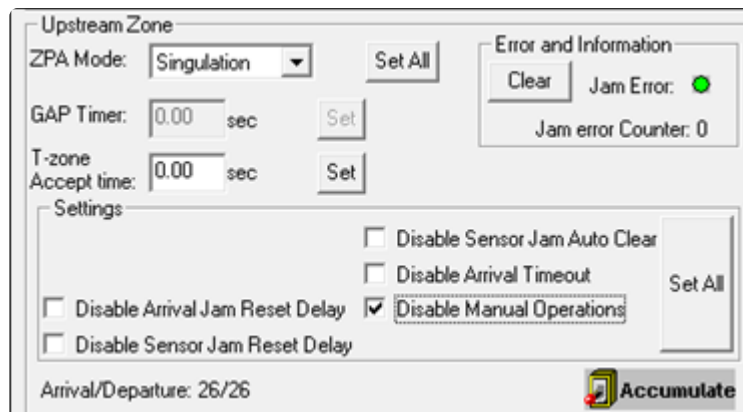 Upstream Zone
ZPA Mode: Singulation Set All
Error and Information
Clear Jam Error:
Jam error Counter: 0
GAP Timer: 0.00 sec Set
T-zone
Accept time: 0.00 sec Set
Settings
Disable Sensor Jam Auto Clear
Disable Arrival Timeout
Set All
Disable Arrival Jam Reset Delay Disable Manual Operations
Disable Sensor Jam Reset Delay
Arrival/Departure: 26/26 Accumulate